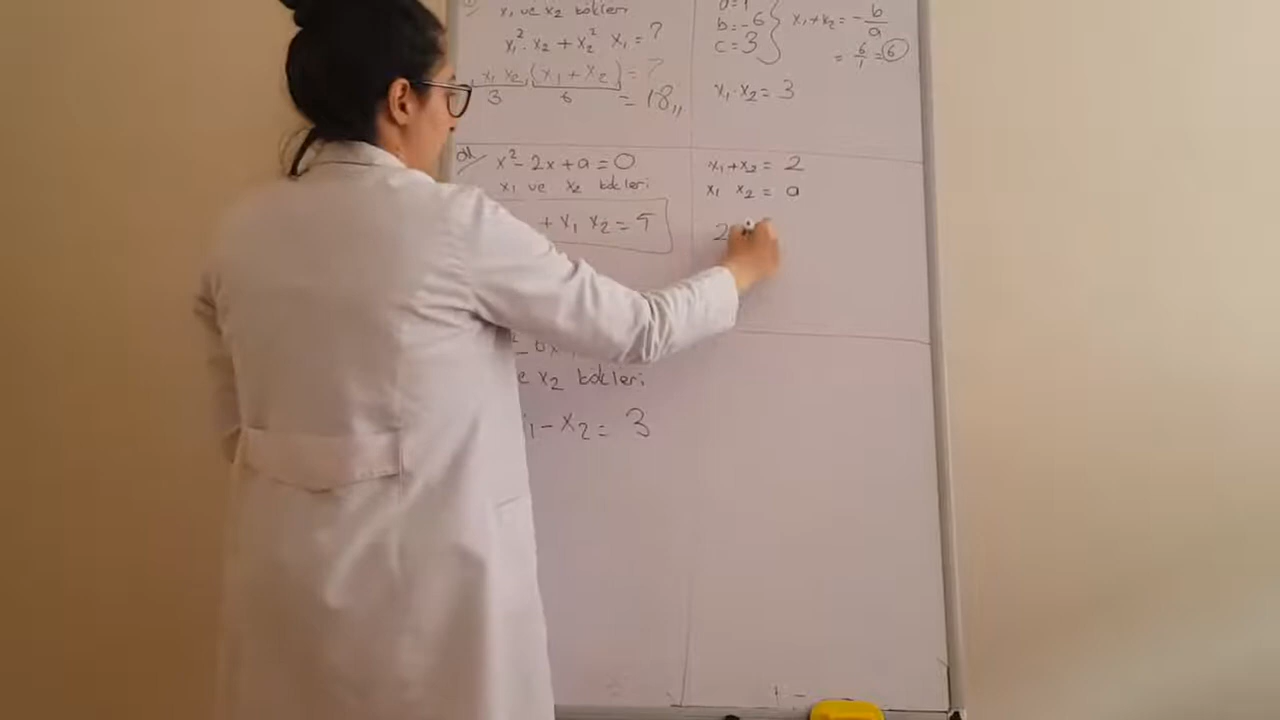 x₁ ve x₂ kökleri
x₁² · x₂ + x₂² x₁ = ?
x₁ x₂ (x₁ + x₂) = ?
3 6 = 18,,
b = -6
c = 3
x₁ + x₂ = - b/a
= 6/1 = 6
x₁ · x₂ = 3
x² - 2x + a = 0
x₁ ve x₂ kökleri
+ x₁ x₂ = 5
x₁ + x₂ = 2
x₁ x₂ = a
2
x₂ kökleri
- x₂ = 3